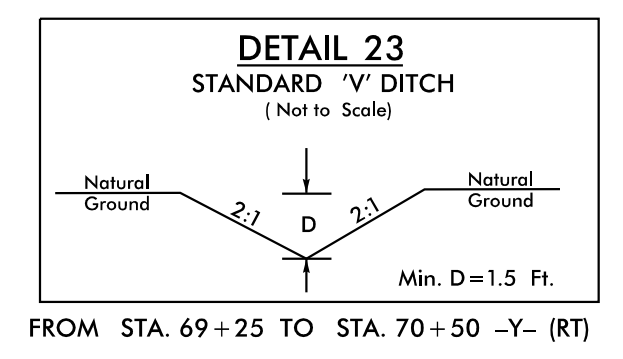 DETAIL 23
STANDARD 'V' DITCH
( Not to Scale)
Natural
Ground
2:1
D
2:1
Natural
Ground
Min. D=1.5 Ft.
FROM STA. 69+25 TO STA. 70+50 -Y- (RT)